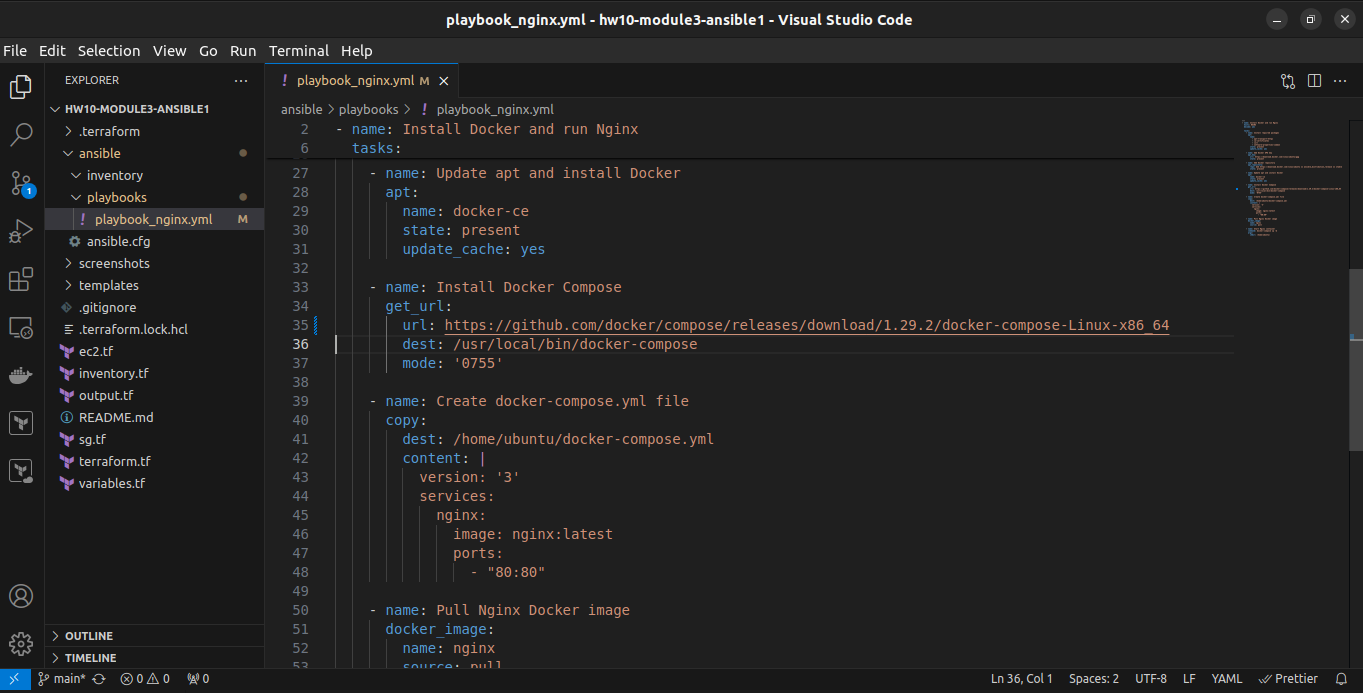 playbook_nginx.yml - hw10-module3-ansible1 - Visual Studio Code
File Edit Selection View Go Run Terminal Help
EXPLORER
playbook_nginx.yml M
HW10-MODULE3-ANSIBLE1
.terraform
ansible
inventory
playbooks
playbook_nginx.yml M
ansible.cfg
screenshots
templates
.gitignore
.terraform.lock.hcl
ec2.tf
inventory.tf
output.tf
README.md
sg.tf
terraform.tf
variables.tf
OUTLINE
TIMELINE
1
ansible > playbooks > playbook_nginx.yml
2 - name: Install Docker and run Nginx
6 tasks:
27 - name: Update apt and install Docker
28 apt:
29 name: docker-ce
30 state: present
31 update_cache: yes
32
33 - name: Install Docker Compose
34 get_url:
35 url: https://github.com/docker/compose/releases/download/1.29.2/docker-compose-Linux-x86_64
36 dest: /usr/local/bin/docker-compose
37 mode: '0755'
38
39 - name: Create docker-compose.yml file
40 copy:
41 dest: /home/ubuntu/docker-compose.yml
42 content: |
43 version: '3'
44 services:
45 nginx:
46 image: nginx:latest
47 ports:
48 - "80:80"
49
50 - name: Pull Nginx Docker image
51 docker_image:
52 name: nginx
53 source: pull
main* 0 0 0 Ln 36, Col 1 Spaces: 2 UTF-8 LF YAML Prettier